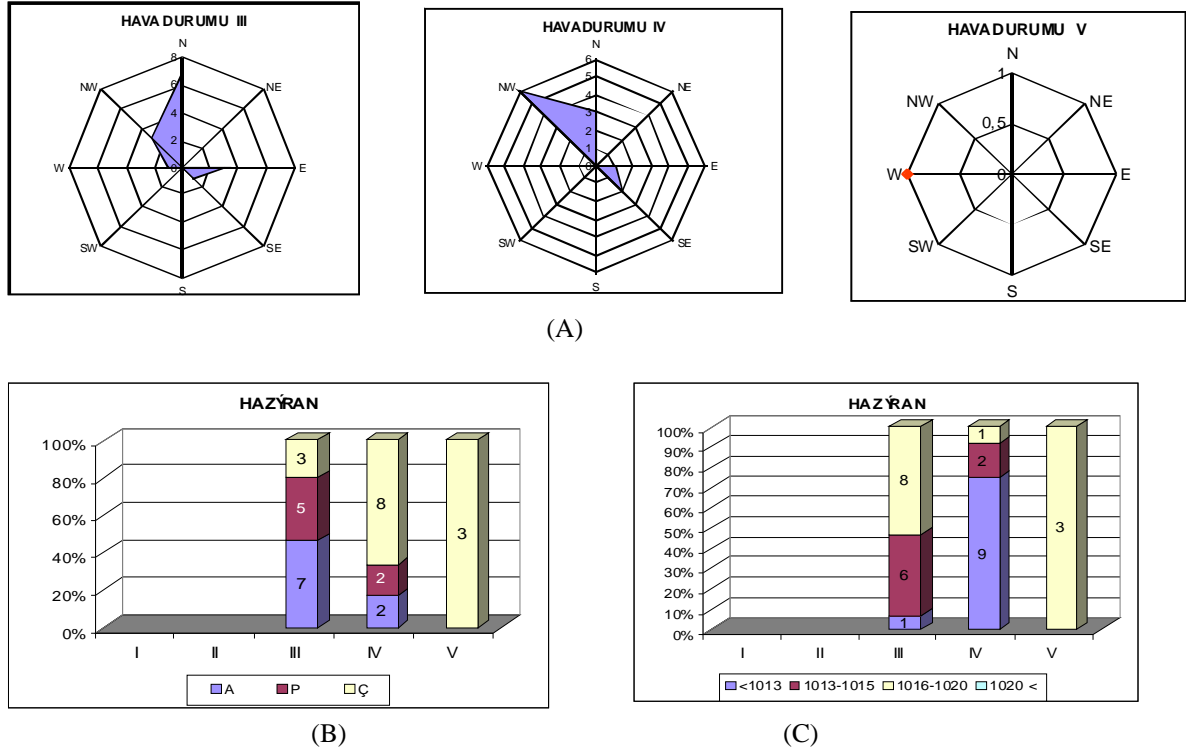 HAVA DURUMU III
N
8
6
4
2
0
NW
NE
W
E
SW
SE
S
HAVA DURUMU IV
N
6
5
4
3
2
1
0
NW
NE
W
E
SW
SE
S
HAVA DURUMU V
N
1
0,5
0
NW
NE
W
E
SW
SE
S
(A)
HAZÝRAN
100%
80%
60%
40%
20%
0%
3
5
7
8
2
2
3
I II III IV V
A P Ç
(B)
HAZÝRAN
100%
90%
80%
70%
60%
50%
40%
30%
20%
10%
0%
8
6
1
1
2
9
3
I II III IV V
<1013 1013-1015 1016-1020 1020 <
(C)